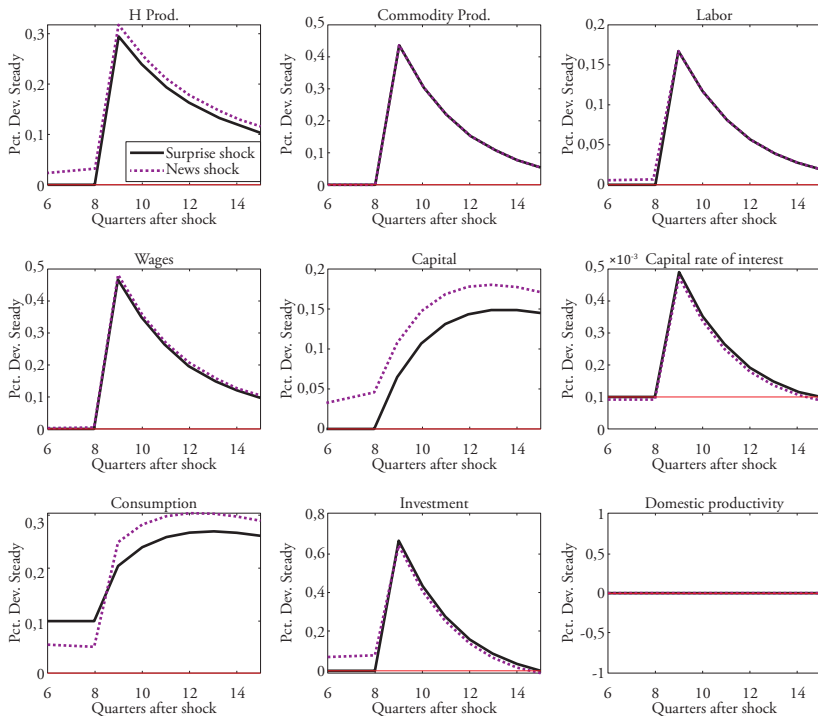 H Prod.
Pct. Dev. Steady
0,3
0,2
0,1
0
Surprise shock
News shock
6 8 10 12 14
Quarters after shock
Commodity Prod.
Pct. Dev. Steady
0,5
0,4
0,3
0,2
0,1
0
6 8 10 12 14
Quarters after shock
Labor
Pct. Dev. Steady
0,2
0,15
0,1
0,05
0
6 8 10 12 14
Quarters after shock
Wages
Pct. Dev. Steady
0,5
0,4
0,3
0,2
0,1
0
6 8 10 12 14
Quarters after shock
Capital
Pct. Dev. Steady
0,2
0,15
0,1
0,05
0
6 8 10 12 14
Quarters after shock
×10-3 Capital rate of interest
Pct. Dev. Steady
0,5
0,4
0,3
0,2
0,1
0
6 8 10 12 14
Quarters after shock
Consumption
Pct. Dev. Steady
0,3
0,2
0,1
0
6 8 10 12 14
Quarters after shock
Investment
Pct. Dev. Steady
0,8
0,6
0,4
0,2
0
6 8 10 12 14
Quarters after shock
Domestic productivity
Pct. Dev. Steady
1
0,5
0
-0,5
-1
6 8 10 12 14
Quarters after shock